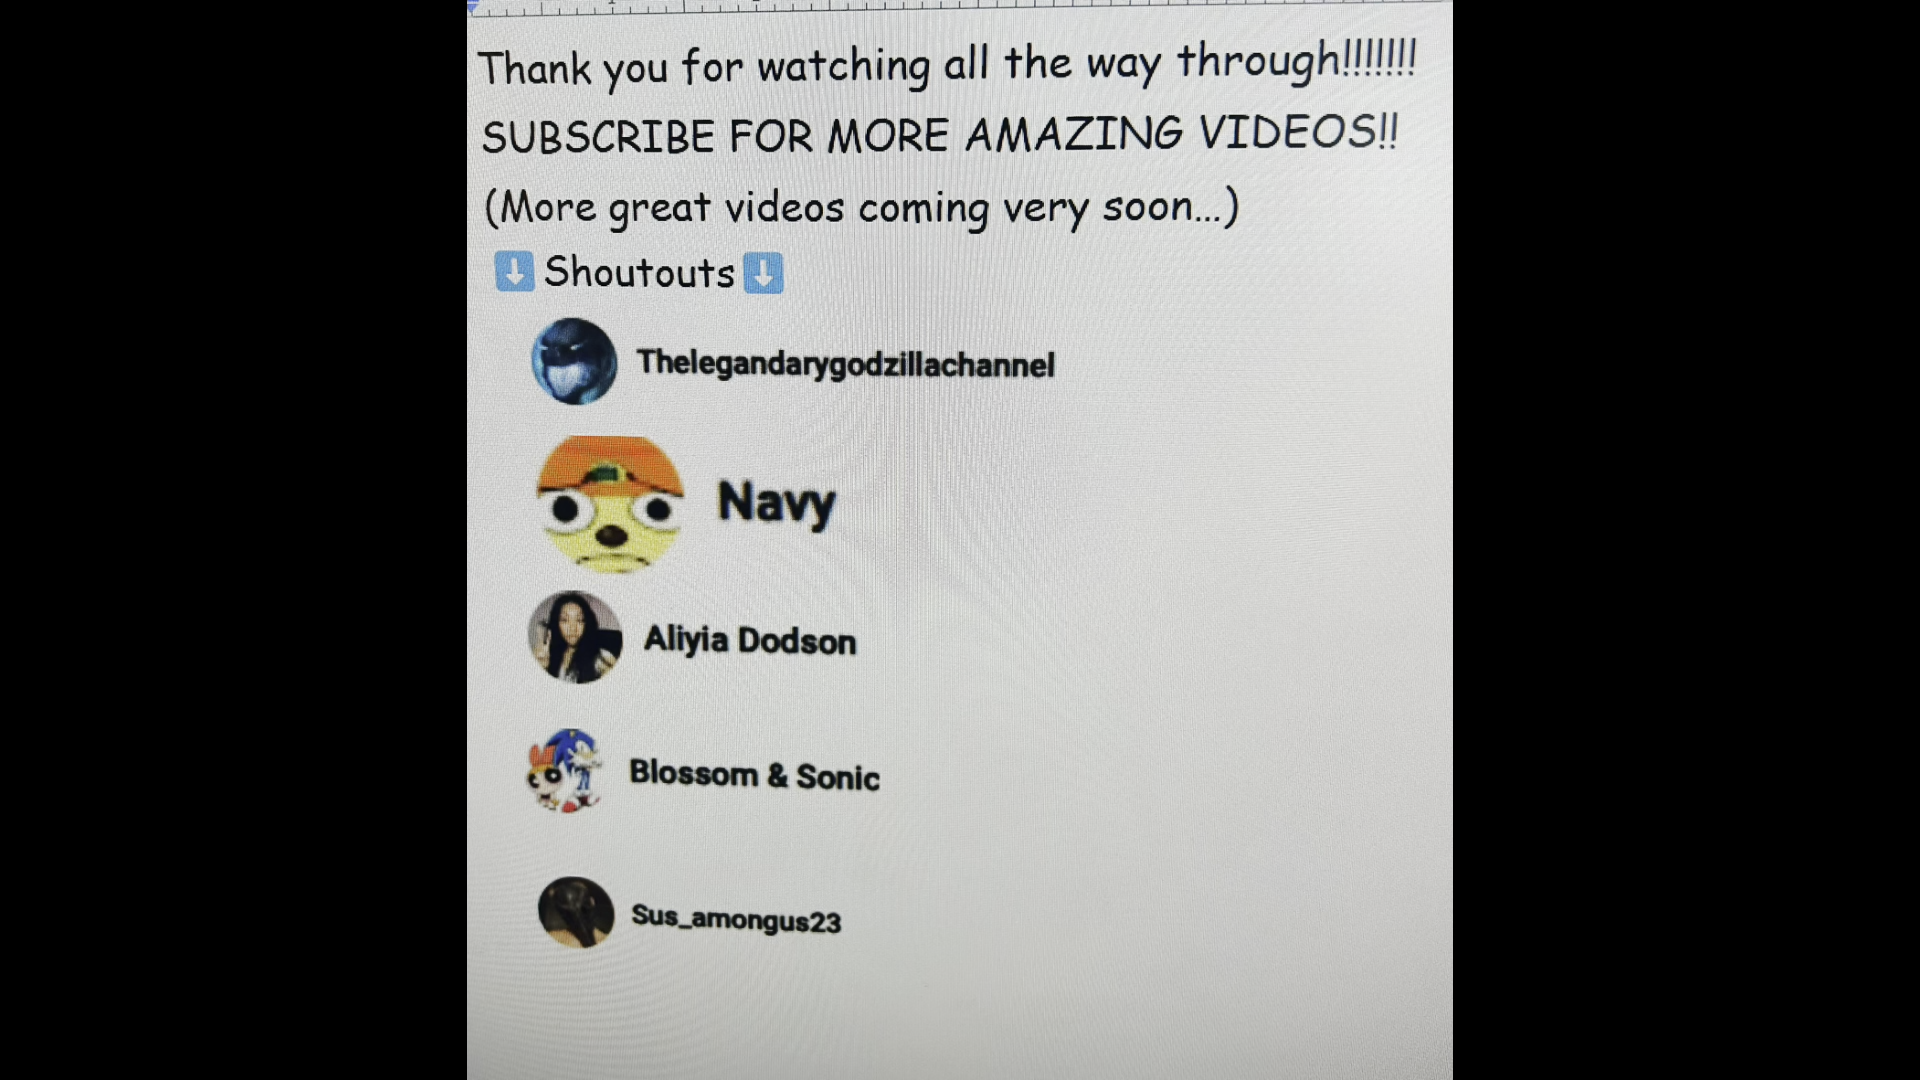 Thank you for watching all the way through!!!!!!!
SUBSCRIBE FOR MORE AMAZING VIDEOS!!
(More great videos coming very soon...)
⬇️Shoutouts⬇️
Thelegandarygodzillachannel
Navy
Aliyia Dodson
Blossom & Sonic
Sus_amongus23